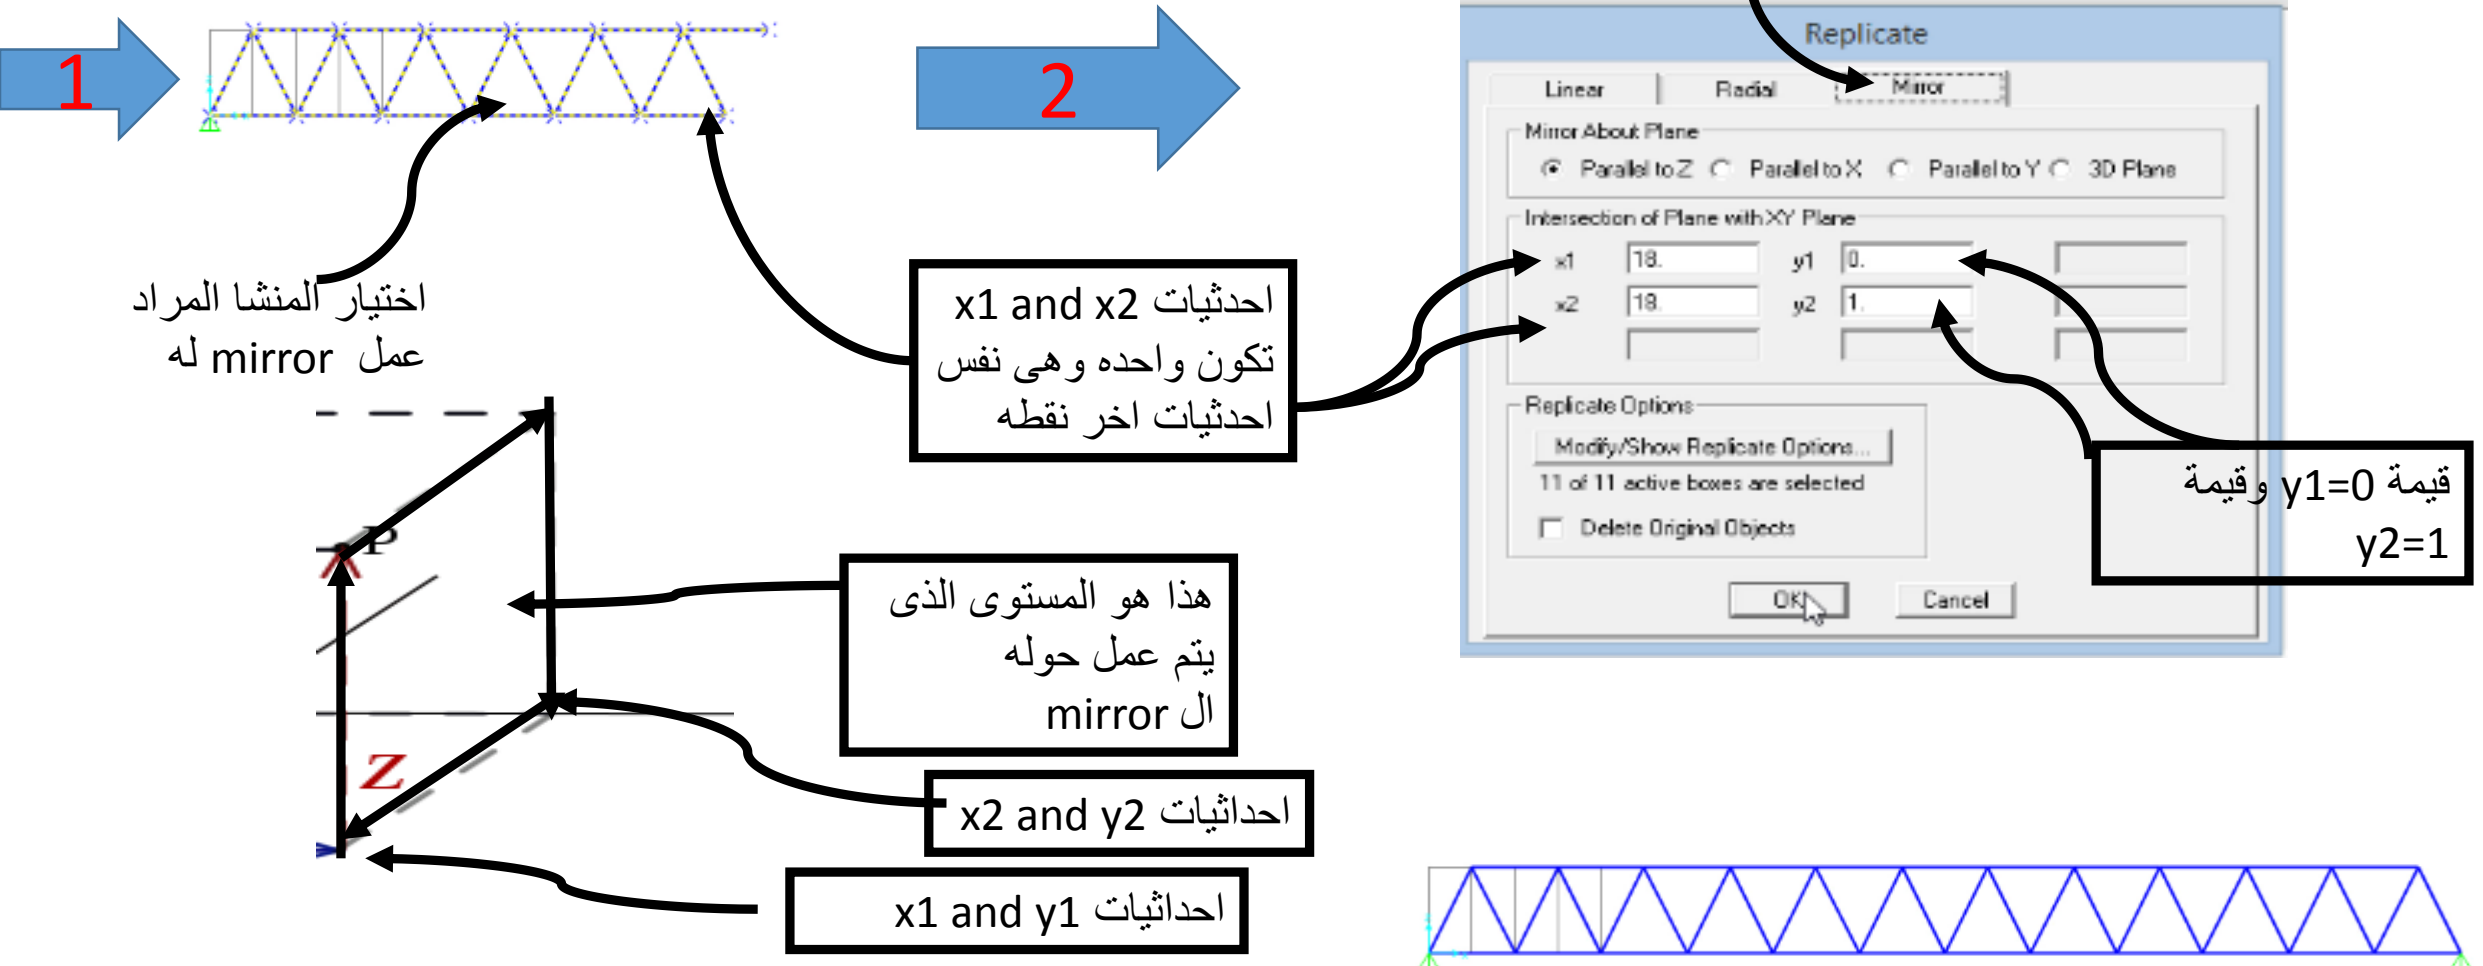 1
2
اختيار المنشا المراد
عمل mirror له
احدثيات x1 and x2
تكون واحده وهى نفس
احدثيات اخر نقطه
Replicate
Linear
Radial
Mirror
Mirror About Plane
Parallel to Z
Parallel to X
Parallel to Y
3D Plane
Intersection of Plane with XY Plane
x1 18. y1 0.
x2 18. y2 1.
Replicate Options
Modify/Show Replicate Options...
11 of 11 active boxes are selected
Delete Original Objects
OK
Cancel
قيمة y1=0 وقيمة
y2=1
P
Z
هذا هو المستوى الذى
يتم عمل حوله
ال mirror
احداثيات x2 and y2
احداثيات x1 and y1